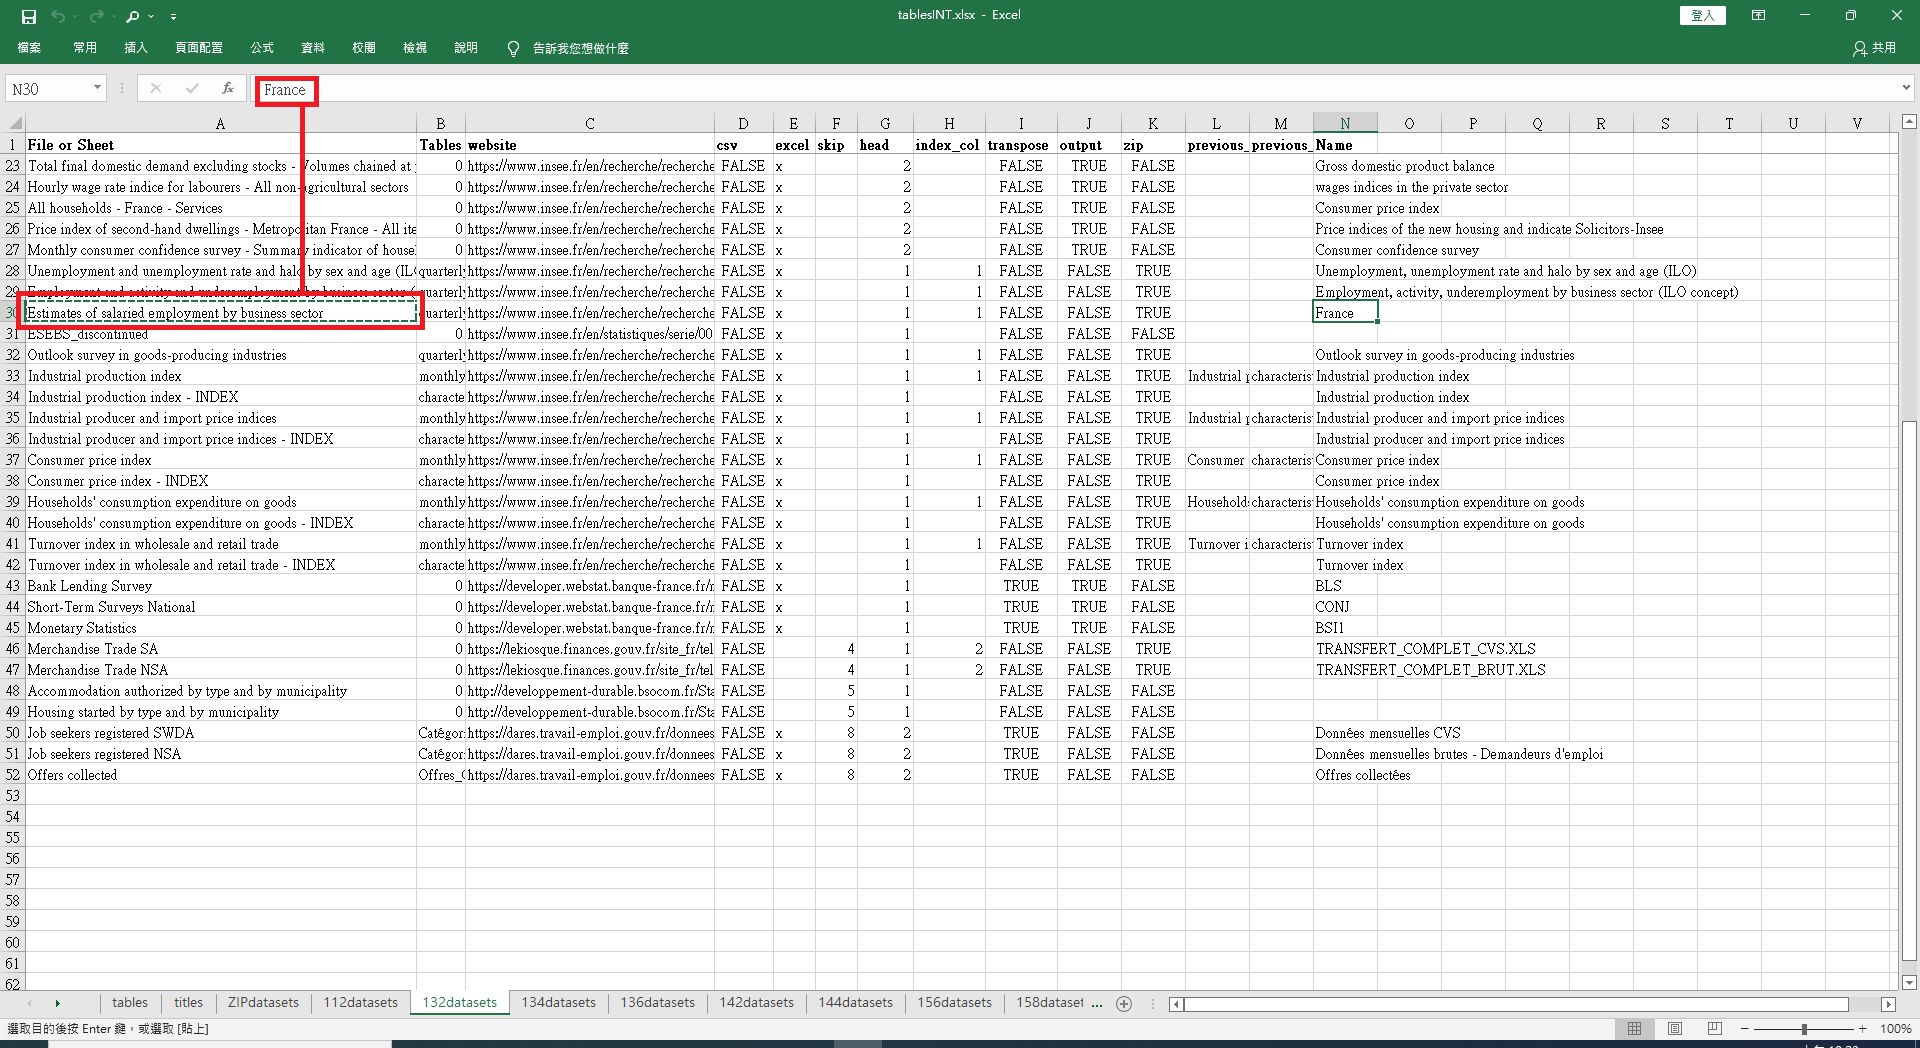 tablesINT.xlsx - Excel
登入
檔案 常用 插入 頁面配置 公式 資料 校閱 檢視 說明 告訴我您想做什麼 共用
N30 fx France
A B C D E F G H I J K L M N O P Q R S T U V
1 File or Sheet Tables website csv excel skip head index_col transpose output zip previous_ previous_ Name
23 Total final domestic demand excluding stocks - Volumes chained at 0 https://www.insee.fr/en/recherche/recherche FALSE x 2 FALSE TRUE FALSE Gross domestic product balance
24 Hourly wage rate indice for labourers - All non-agricultural sectors 0 https://www.insee.fr/en/recherche/recherche FALSE x 2 FALSE TRUE FALSE wages indices in the private sector
25 All households - France - Services 0 https://www.insee.fr/en/recherche/recherche FALSE x 2 FALSE TRUE FALSE Consumer price index
26 Price index of second-hand dwellings - Metropolitan France - All ite 0 https://www.insee.fr/en/recherche/recherche FALSE x 2 FALSE TRUE FALSE Price indices of the new housing and indicate Solicitors-Insee
27 Monthly consumer confidence survey - Summary indicator of house 0 https://www.insee.fr/en/recherche/recherche FALSE x 2 FALSE TRUE FALSE Consumer confidence survey
28 Unemployment and unemployment rate and halo by sex and age (IL quarterly https://www.insee.fr/en/recherche/recherche FALSE x 1 1 FALSE FALSE TRUE Unemployment, unemployment rate and halo by sex and age (ILO)
29 Employment and activity and underemployment by business sector ( quarterly https://www.insee.fr/en/recherche/recherche FALSE x 1 1 FALSE FALSE TRUE Employment, activity, underemployment by business sector (ILO concept)
30 Estimates of salaried employment by business sector quarterly https://www.insee.fr/en/recherche/recherche FALSE x 1 1 FALSE FALSE TRUE France
31 ESEBS_discontinued 0 https://www.insee.fr/en/statistiques/serie/00 FALSE x 1 FALSE FALSE FALSE
32 Outlook survey in goods-producing industries quarterly https://www.insee.fr/en/recherche/recherche FALSE x 1 1 FALSE FALSE TRUE Outlook survey in goods-producing industries
33 Industrial production index monthly https://www.insee.fr/en/recherche/recherche FALSE x 1 1 FALSE FALSE TRUE Industrial p characteris Industrial production index
34 Industrial production index - INDEX characte https://www.insee.fr/en/recherche/recherche FALSE x 1 FALSE FALSE TRUE Industrial production index
35 Industrial producer and import price indices monthly https://www.insee.fr/en/recherche/recherche FALSE x 1 1 FALSE FALSE TRUE Industrial p characteris Industrial producer and import price indices
36 Industrial producer and import price indices - INDEX characte https://www.insee.fr/en/recherche/recherche FALSE x 1 FALSE FALSE TRUE Industrial producer and import price indices
37 Consumer price index monthly https://www.insee.fr/en/recherche/recherche FALSE x 1 1 FALSE FALSE TRUE Consumer characteris Consumer price index
38 Consumer price index - INDEX characte https://www.insee.fr/en/recherche/recherche FALSE x 1 FALSE FALSE TRUE Consumer price index
39 Households' consumption expenditure on goods monthly https://www.insee.fr/en/recherche/recherche FALSE x 1 1 FALSE FALSE TRUE Households characteris Households' consumption expenditure on goods
40 Households' consumption expenditure on goods - INDEX characte https://www.insee.fr/en/recherche/recherche FALSE x 1 FALSE FALSE TRUE Households' consumption expenditure on goods
41 Turnover index in wholesale and retail trade monthly https://www.insee.fr/en/recherche/recherche FALSE x 1 1 FALSE FALSE TRUE Turnover i characteris Turnover index
42 Turnover index in wholesale and retail trade - INDEX characte https://www.insee.fr/en/recherche/recherche FALSE x 1 FALSE FALSE TRUE Turnover index
43 Bank Lending Survey 0 https://developer.webstat.banque-france.fr/ FALSE x 1 TRUE TRUE FALSE BLS
44 Short-Term Surveys National 0 https://developer.webstat.banque-france.fr/ FALSE x 1 TRUE TRUE FALSE CONJ
45 Monetary Statistics 0 https://developer.webstat.banque-france.fr/ FALSE x 1 TRUE TRUE FALSE BSI1
46 Merchandise Trade SA 0 https://lekiosque.finances.gouv.fr/site_fr/tel FALSE 4 1 2 FALSE FALSE TRUE TRANSFERT_COMPLET_CVS.XLS
47 Merchandise Trade NSA 0 https://lekiosque.finances.gouv.fr/site_fr/tel FALSE 4 1 2 FALSE FALSE TRUE TRANSFERT_COMPLET_BRUT.XLS
48 Accommodation authorized by type and by municipality 0 http://developpement-durable.bsocom.fr/Sta FALSE 5 1 FALSE FALSE FALSE
49 Housing started by type and by municipality 0 http://developpement-durable.bsocom.fr/Sta FALSE 5 1 FALSE FALSE FALSE
50 Job seekers registered SWDA Catégor https://dares.travail-emploi.gouv.fr/donnees FALSE x 8 2 TRUE FALSE FALSE Données mensuelles CVS
51 Job seekers registered NSA Catégor https://dares.travail-emploi.gouv.fr/donnees FALSE x 8 2 TRUE FALSE FALSE Données mensuelles brutes - Demandeurs d'emploi
52 Offers collected Offres_ https://dares.travail-emploi.gouv.fr/donnees FALSE x 8 2 TRUE FALSE FALSE Offres collectées
53
54
55
56
57
58
59
60
61
62
tables titles ZIPdatasets 112datasets 132datasets 134datasets 136datasets 142datasets 144datasets 156datasets 158dataset ...
選取目的後按 Enter 鍵，或選取 [貼上] 100%